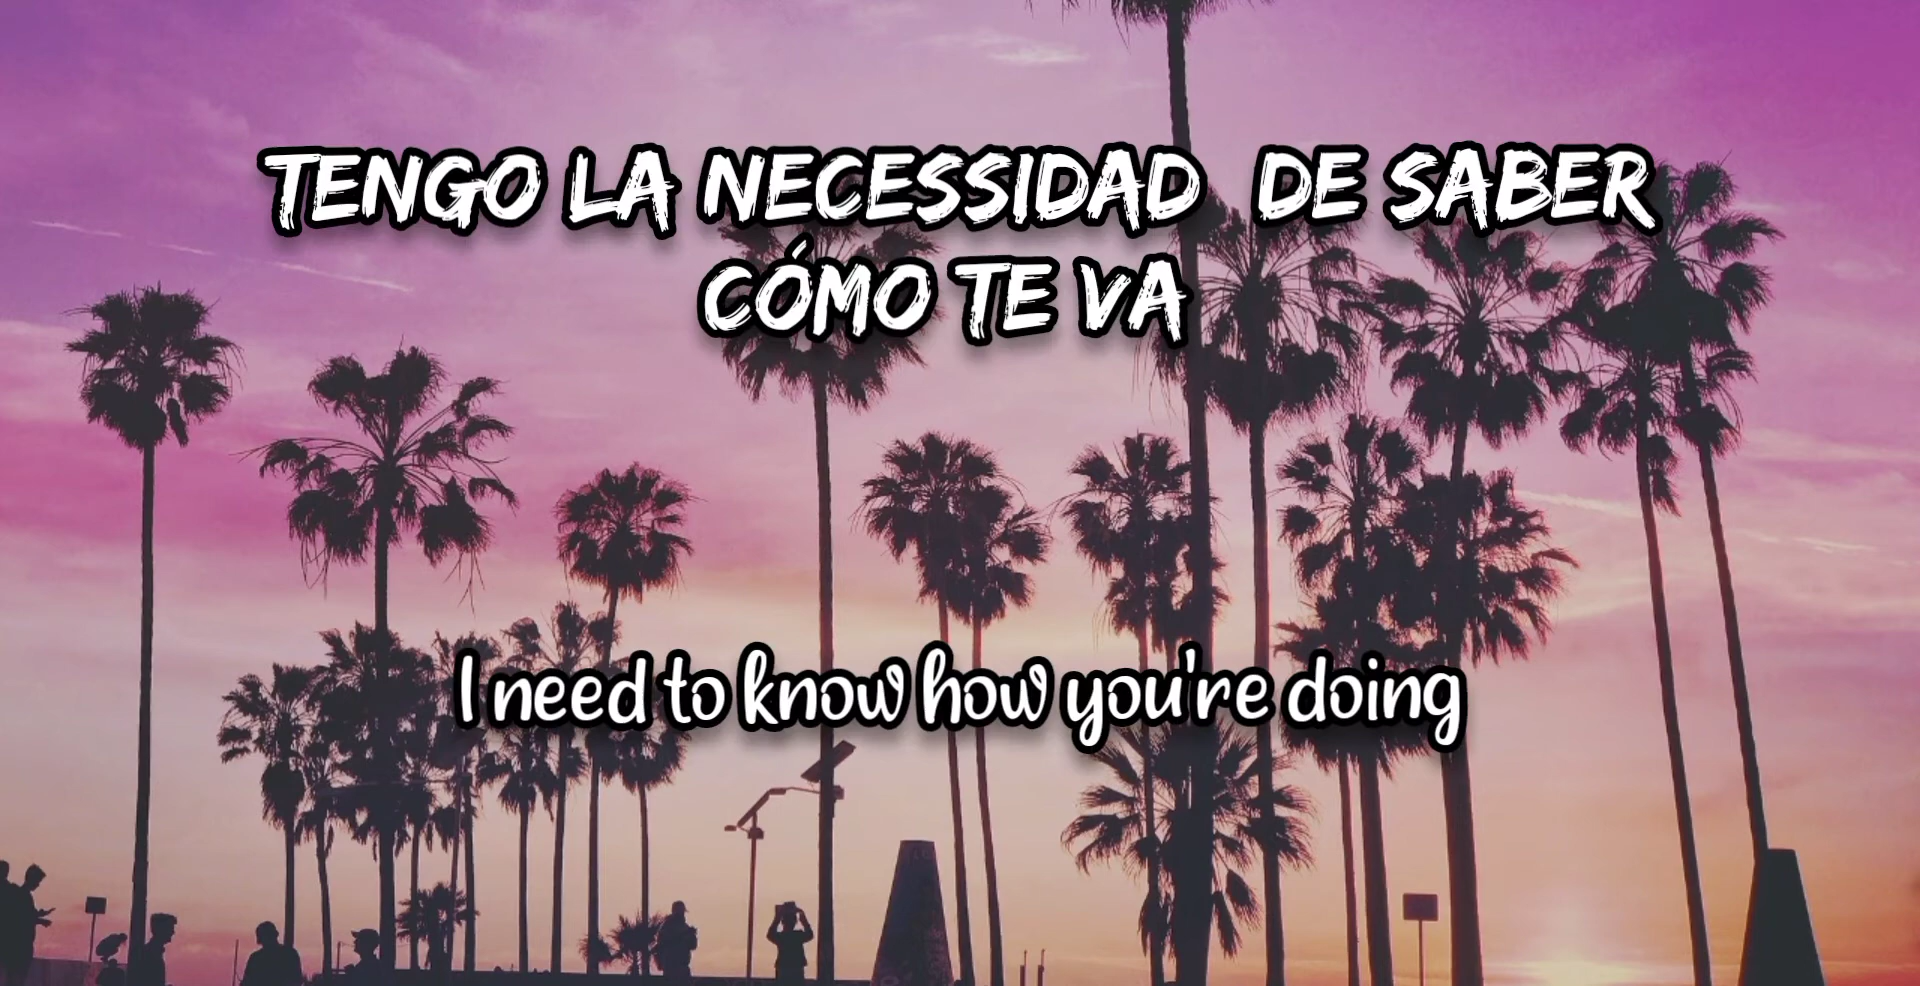 TENGO LA NECESSIDAD DE SABER
CÓMO TE VA
I need to know how you're doing